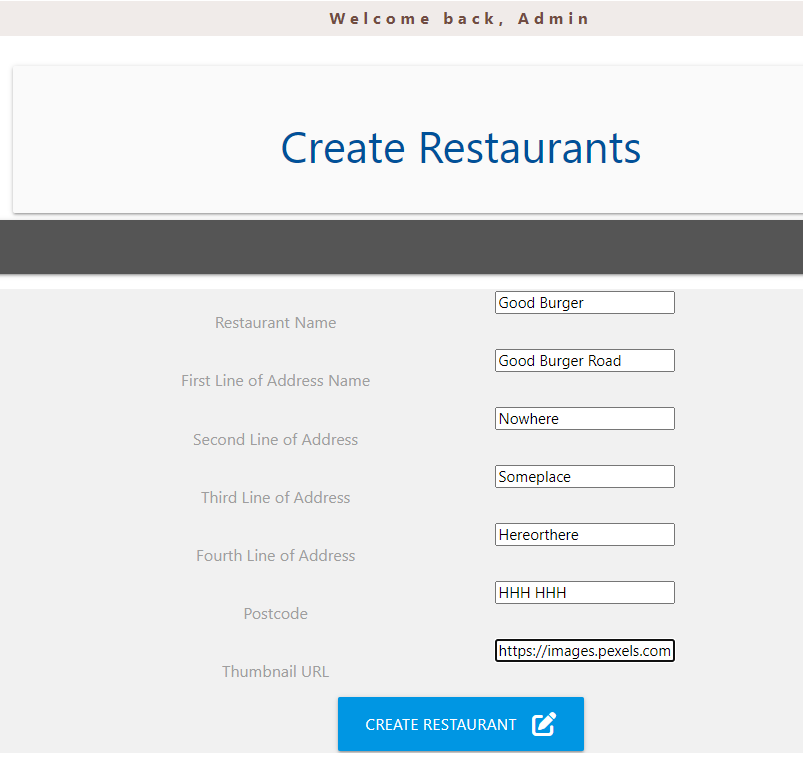 Welcome back, Admin
Create Restaurants
Restaurant Name
Good Burger
First Line of Address Name
Good Burger Road
Second Line of Address
Nowhere
Third Line of Address
Someplace
Fourth Line of Address
Hereorthere
Postcode
HHH HHH
Thumbnail URL
https://images.pexels.com
CREATE RESTAURANT